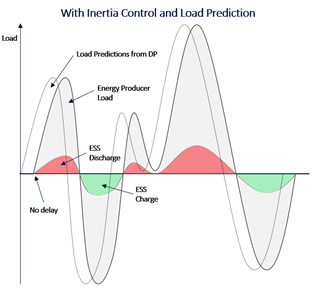 With Inertia Control and Load Prediction
Load
Load Predictions from DP
Energy Producer
Load
ESS
Discharge
No delay
ESS
Charge